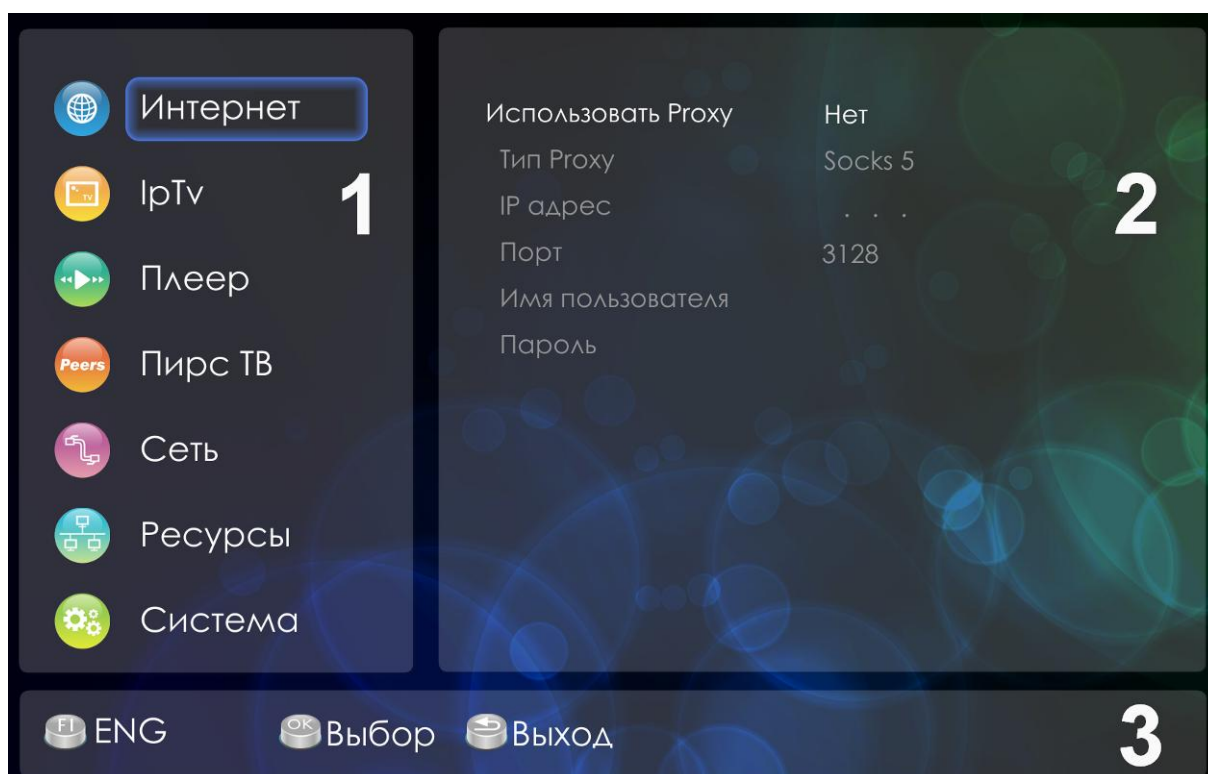 Интернет
IpTv
1
Плеер
Peers
Пирс ТВ
Сеть
Ресурсы
Система
Использовать Proxy Нет
Тип Proxy Socks 5
IP адрес . . .
Порт 3128
Имя пользователя
Пароль
2
F1 ENG OK Выбор Выход
3